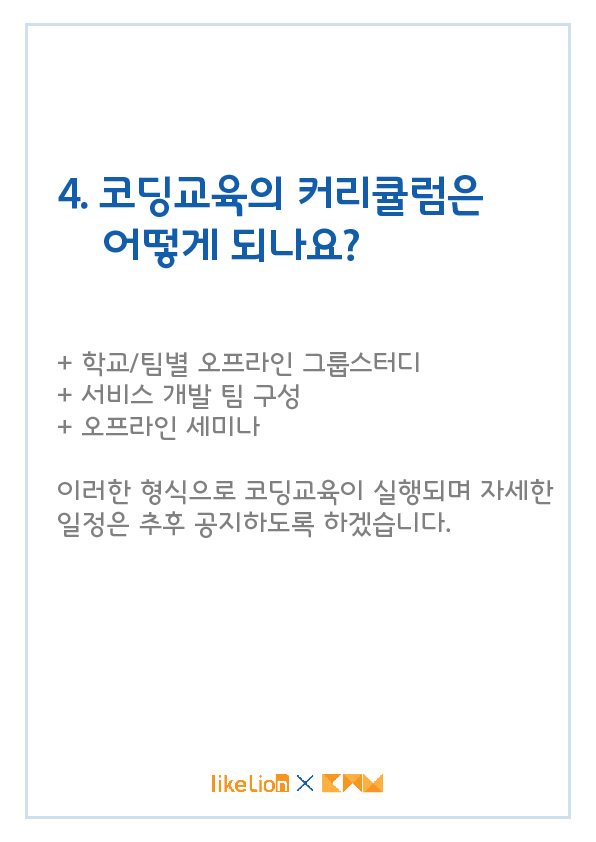 4. 코딩교육의 커리큘럼은
어떻게 되나요?
+ 학교/팀별 오프라인 그룹스터디
+ 서비스 개발 팀 구성
+ 오프라인 세미나
이러한 형식으로 코딩교육이 실행되며 자세한
일정은 추후 공지하도록 하겠습니다.
likeLion ×